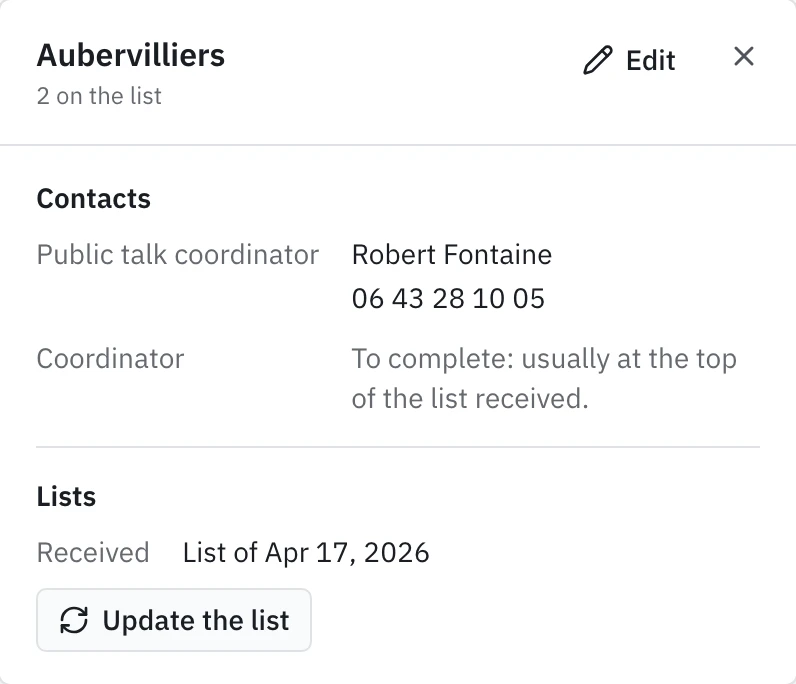 Aubervilliers
Edit
2 on the list
Contacts
Public talk coordinator
Robert Fontaine
06 43 28 10 05
Coordinator
To complete: usually at the top
of the list received.
Lists
Received
List of Apr 17, 2026
Update the list